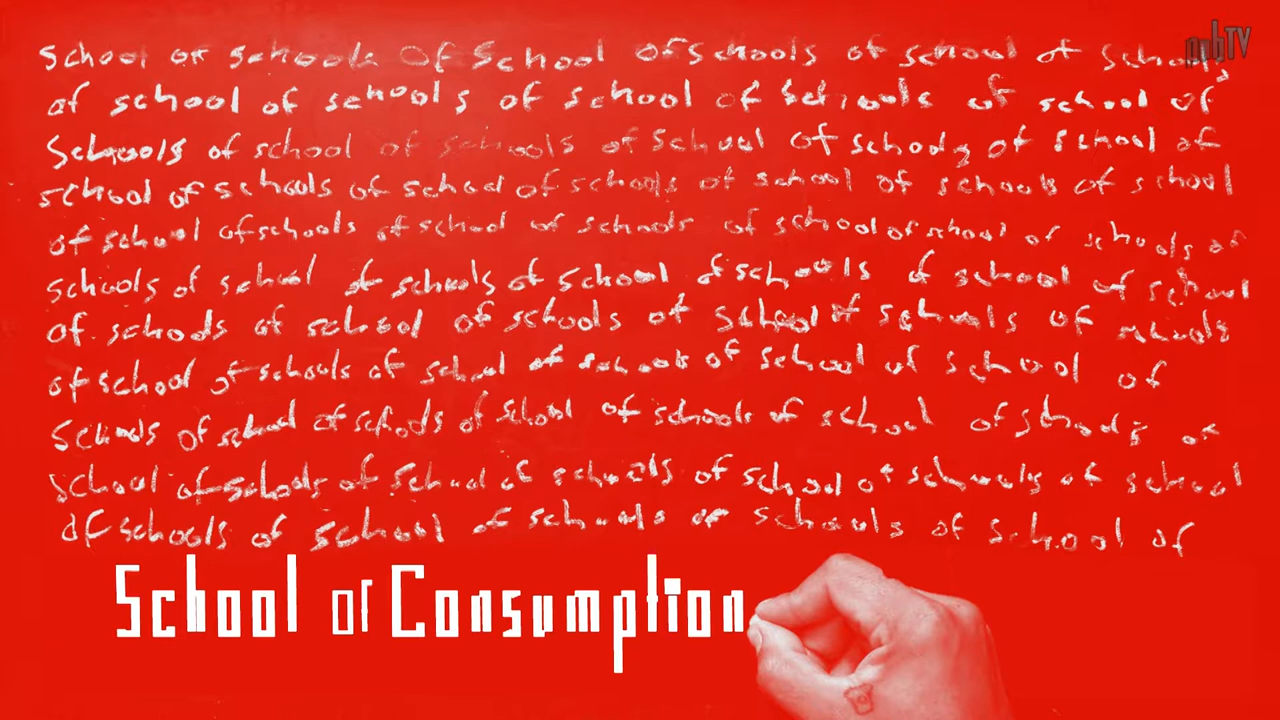 pubTV
School of schools of School of schools of school of schools
of school of schools of school of schools of school of
Schools of school of schools of school of schools of school of
school of schools of school of schools of school of schools of school
of school of schools of school of schools of school of school of schools of
schools of school of schools of school of schools of school of school
of schools of school of schools of school of schools of schools
of school of schools of school of schools of school of school of
Schools of school of schools of school of schools of school of schools of
school of schools of school of schools of school of schools of school
of schools of school of schools of schools of school of
School of Consumption